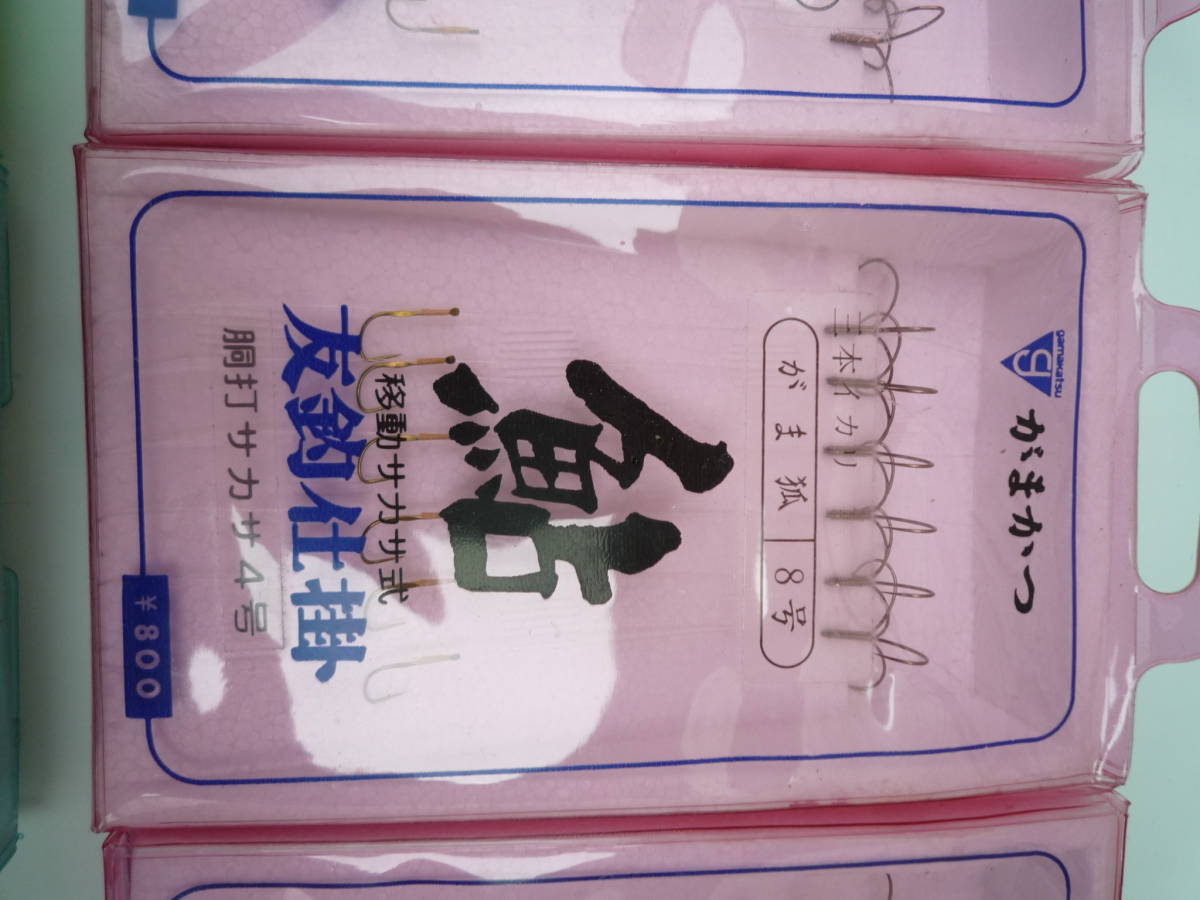 gamakatsu
がまかつ
三本イカリ
がま狐 8号
鮎
移動サカサ式
友釣仕掛
胴打サカサ4号
¥800